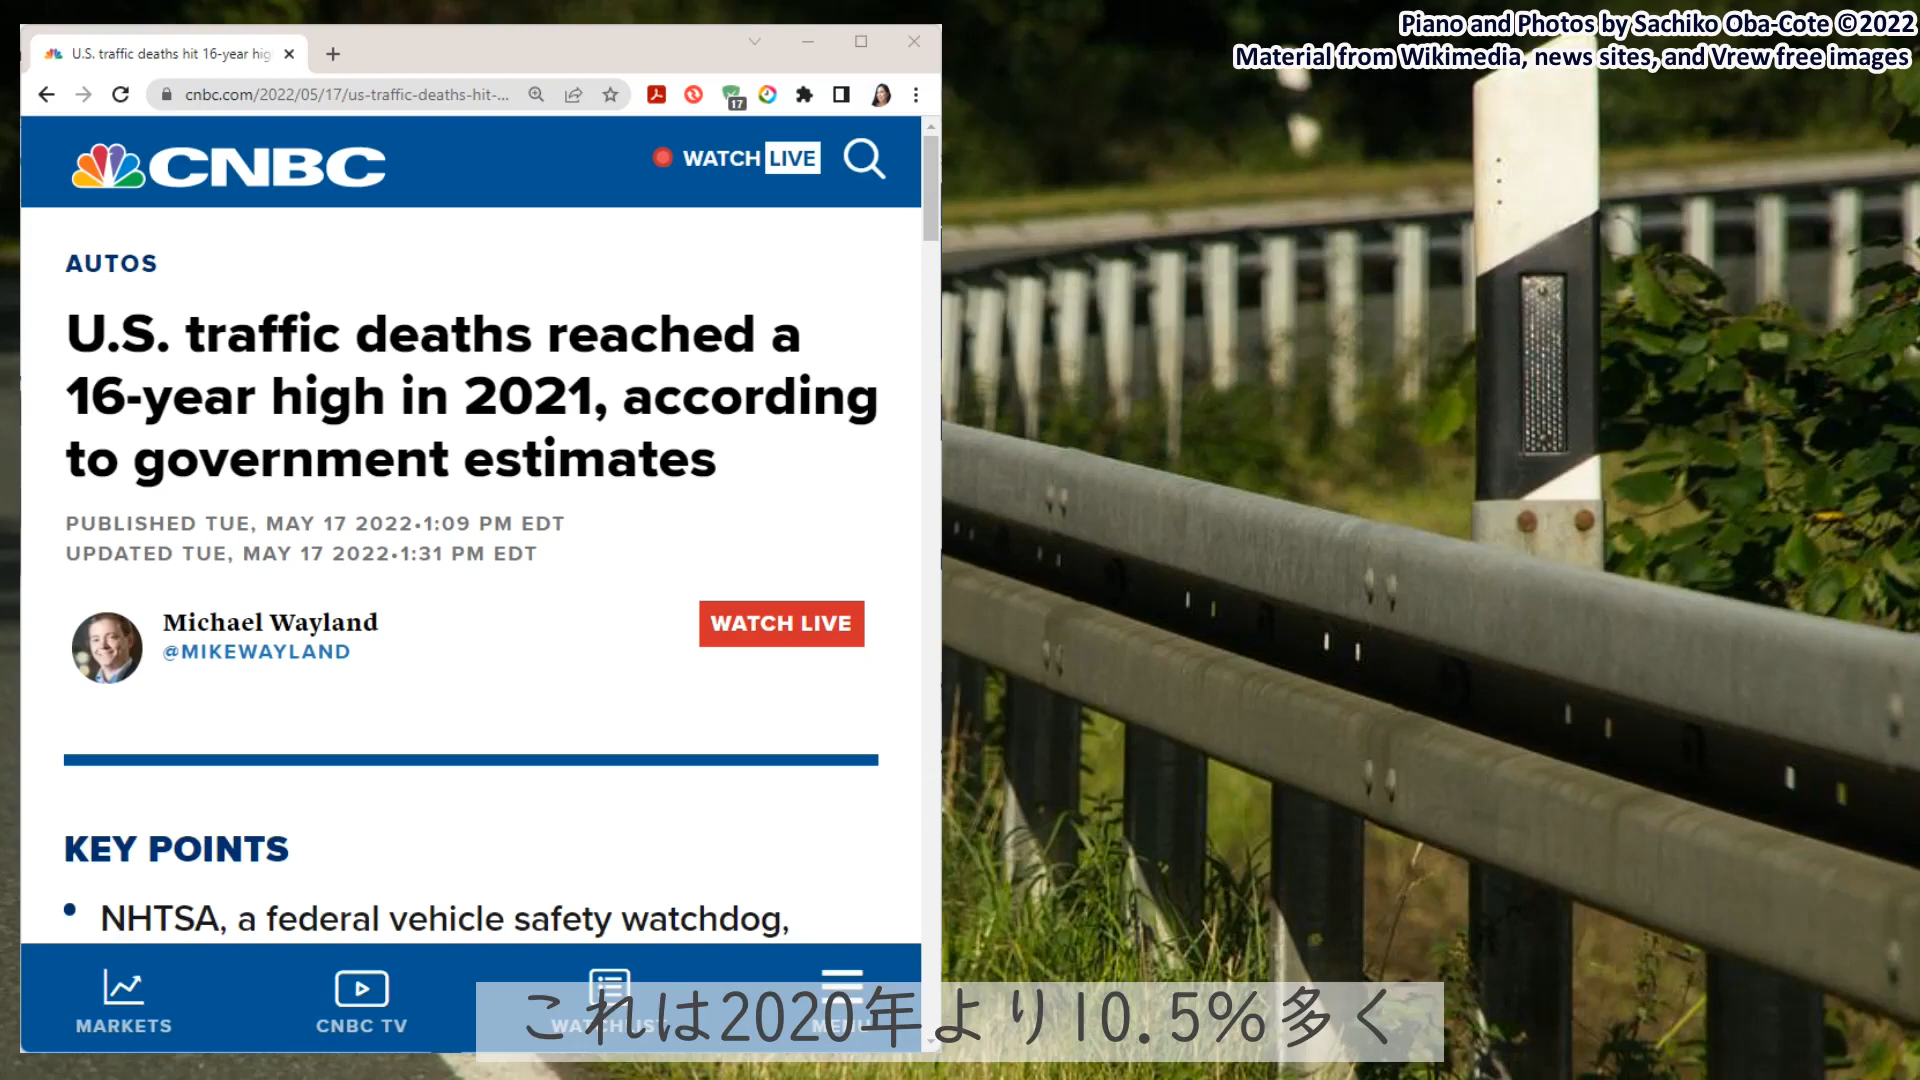 Piano and Photos by Sachiko Oba-Cote ©2022
Material from Wikimedia, news sites, and Vrew free images
U.S. traffic deaths hit 16-year hig
cnbc.com/2022/05/17/us-traffic-deaths-hit-...
17
CNBC
WATCH LIVE
AUTOS
U.S. traffic deaths reached a
16-year high in 2021, according
to government estimates
PUBLISHED TUE, MAY 17 2022•1:09 PM EDT
UPDATED TUE, MAY 17 2022•1:31 PM EDT
Michael Wayland
@MIKEWAYLAND
WATCH LIVE
KEY POINTS
• NHTSA, a federal vehicle safety watchdog,
MARKETS
CNBC TV
WATCHLIST
MENU
これは2020年より10.5%多く